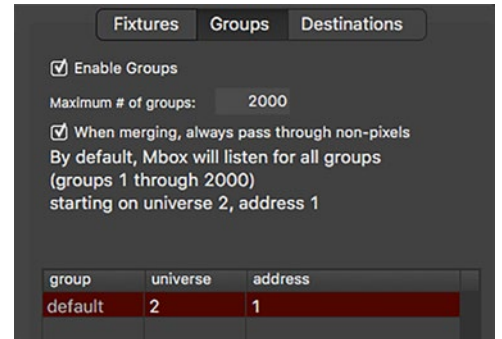 Fixtures Groups Destinations
Enable Groups
Maximum # of groups: 2000
When merging, always pass through non-pixels
By default, Mbox will listen for all groups
(groups 1 through 2000)
starting on universe 2, address 1
group universe address
default 2 1